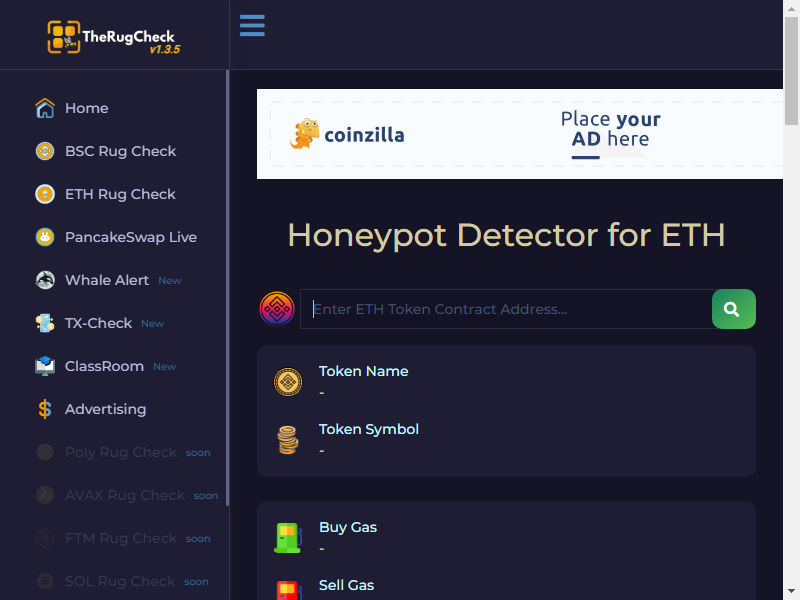 TheRugCheck
v1.3.5
Home
BSC Rug Check
ETH Rug Check
PancakeSwap Live
Whale Alert New
TX-Check New
ClassRoom New
Advertising
Poly Rug Check soon
AVAX Rug Check soon
FTM Rug Check soon
SOL Rug Check soon
coinzilla
Place your
AD here
Honeypot Detector for ETH
Enter ETH Token Contract Address...
Token Name
-
Token Symbol
-
Buy Gas
-
Sell Gas